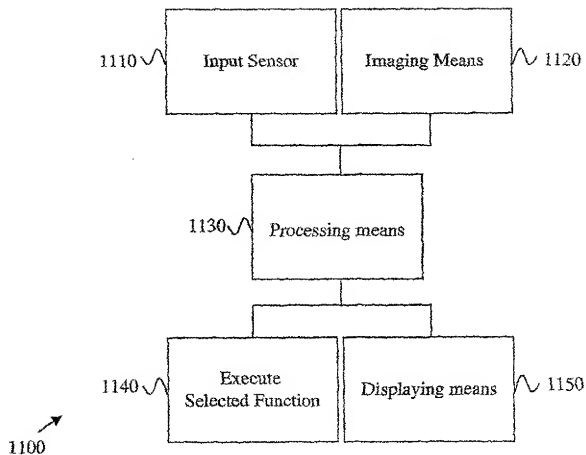 1110 Input Sensor Imaging Means 1120
1130 Processing means
1140 Execute
Selected Function Displaying means 1150
1100